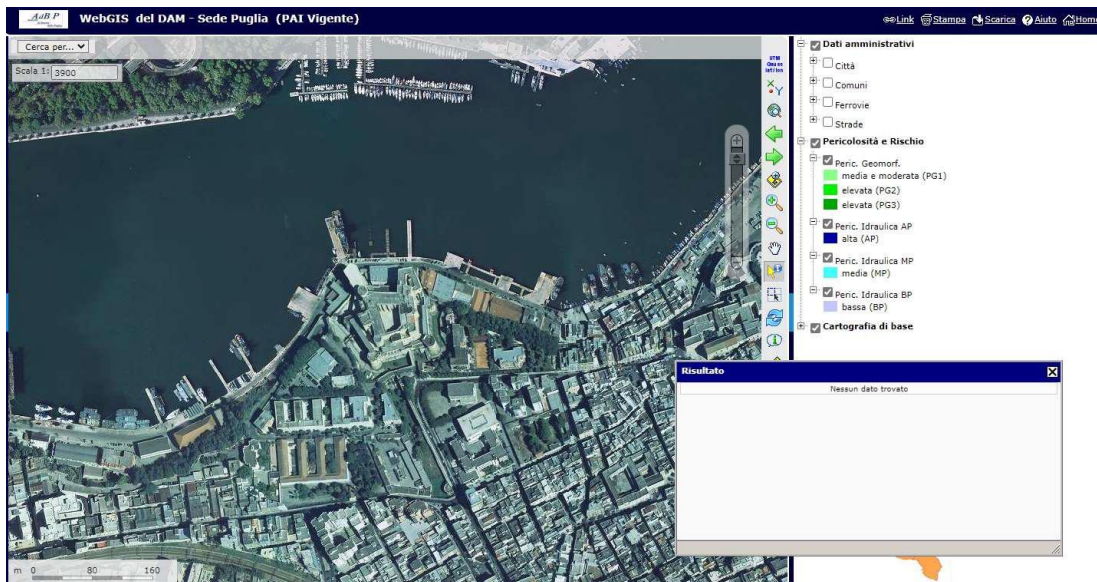 AdB P
WebGIS del DAM - Sede Puglia (PAI Vigente)
Link Stampa Scarica Aiuto Home
Cerca per...
Scala 1: 3900
Dati amministrativi
Città
Comuni
Ferrovie
Strade
Pericolosità e Rischio
Peric. Geomorf.
media e moderata (PG1)
elevata (PG2)
elevata (PG3)
Peric. Idraulica AP
alta (AP)
Peric. Idraulica MP
media (MP)
Peric. Idraulica BP
bassa (BP)
Cartografia di base
Risultato
Nessun dato trovato
m 0 80 160